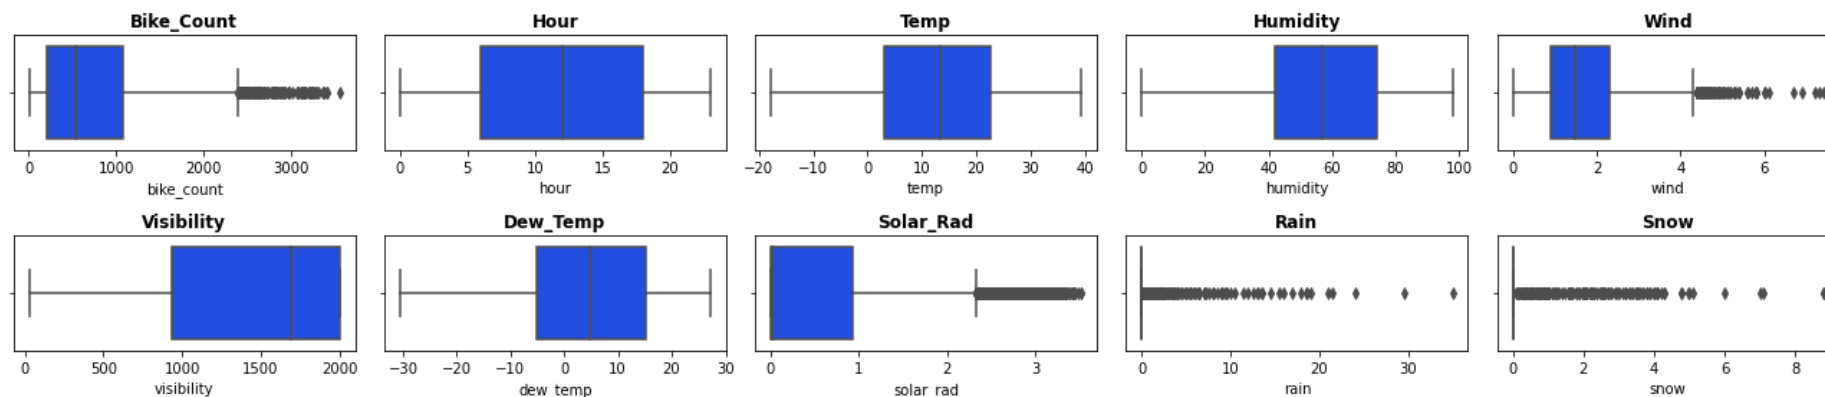 Bike_Count Hour Temp Humidity Wind
0 1000 2000 3000 0 5 10 15 20 −20 −10 0 10 20 30 40 0 20 40 60 80 100 0 2 4 6
bike_count hour temp humidity wind
Visibility Dew_Temp Solar_Rad Rain Snow
0 500 1000 1500 2000 −30 −20 −10 0 10 20 30 0 1 2 3 0 10 20 30 0 2 4 6 8
visibility dew_temp solar_rad rain snow